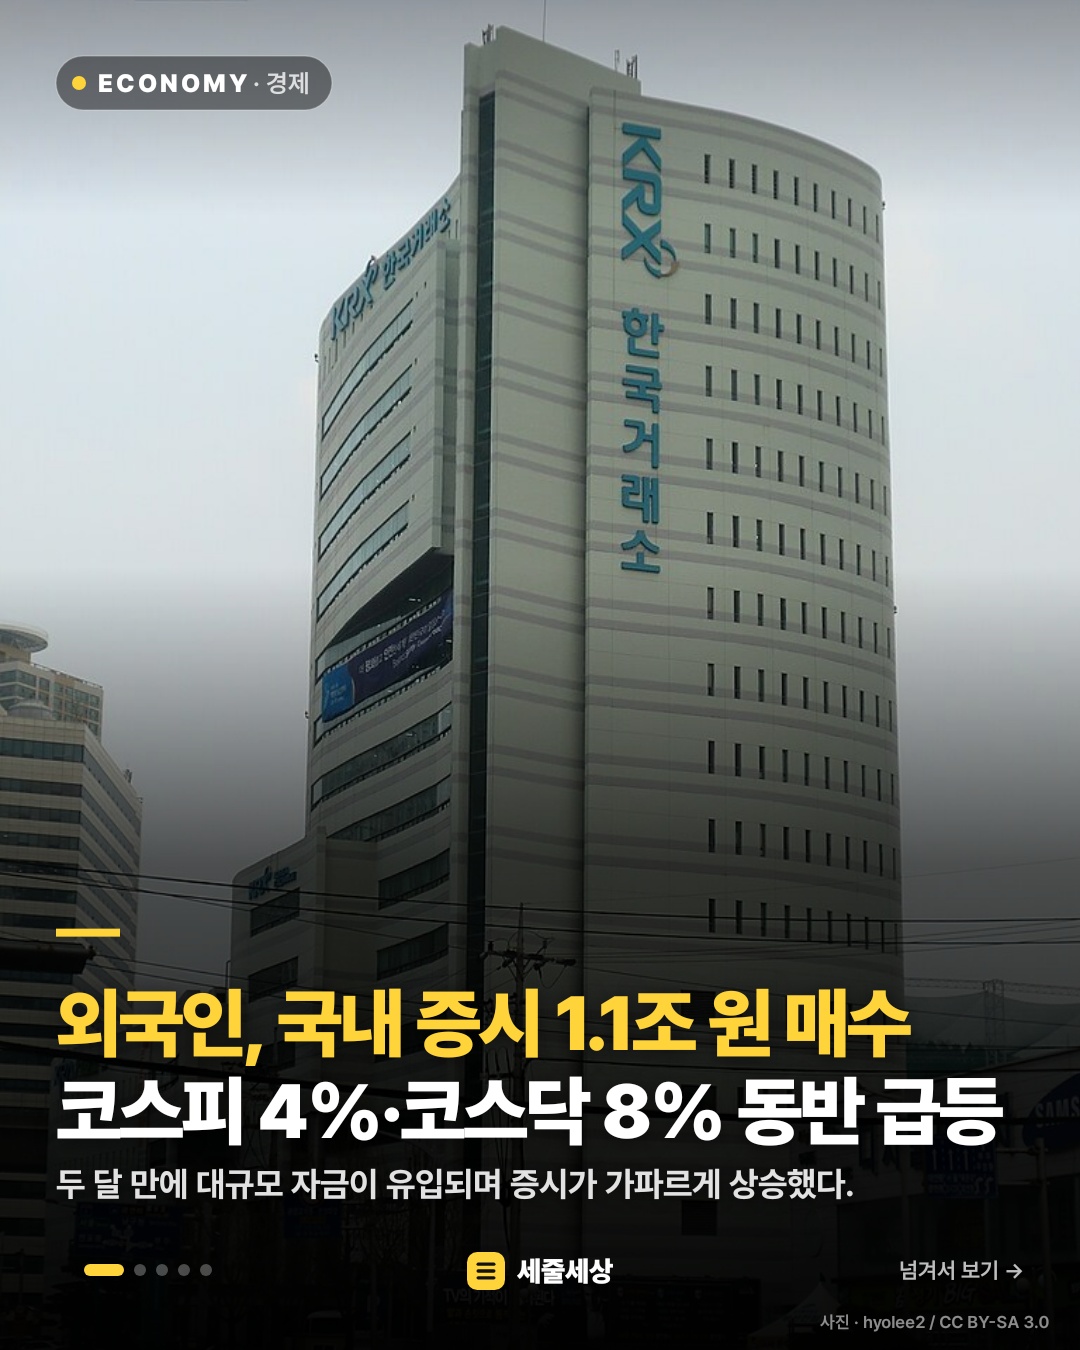 ECONOMY · 경제
KRX 한국거래소
KRX 한국거래소
외국인, 국내 증시 1.1조 원 매수
코스피 4%·코스닥 8% 동반 급등
두 달 만에 대규모 자금이 유입되며 증시가 가파르게 상승했다.
세줄세상
넘겨서 보기 →
사진 · hyolee2 / CC BY-SA 3.0